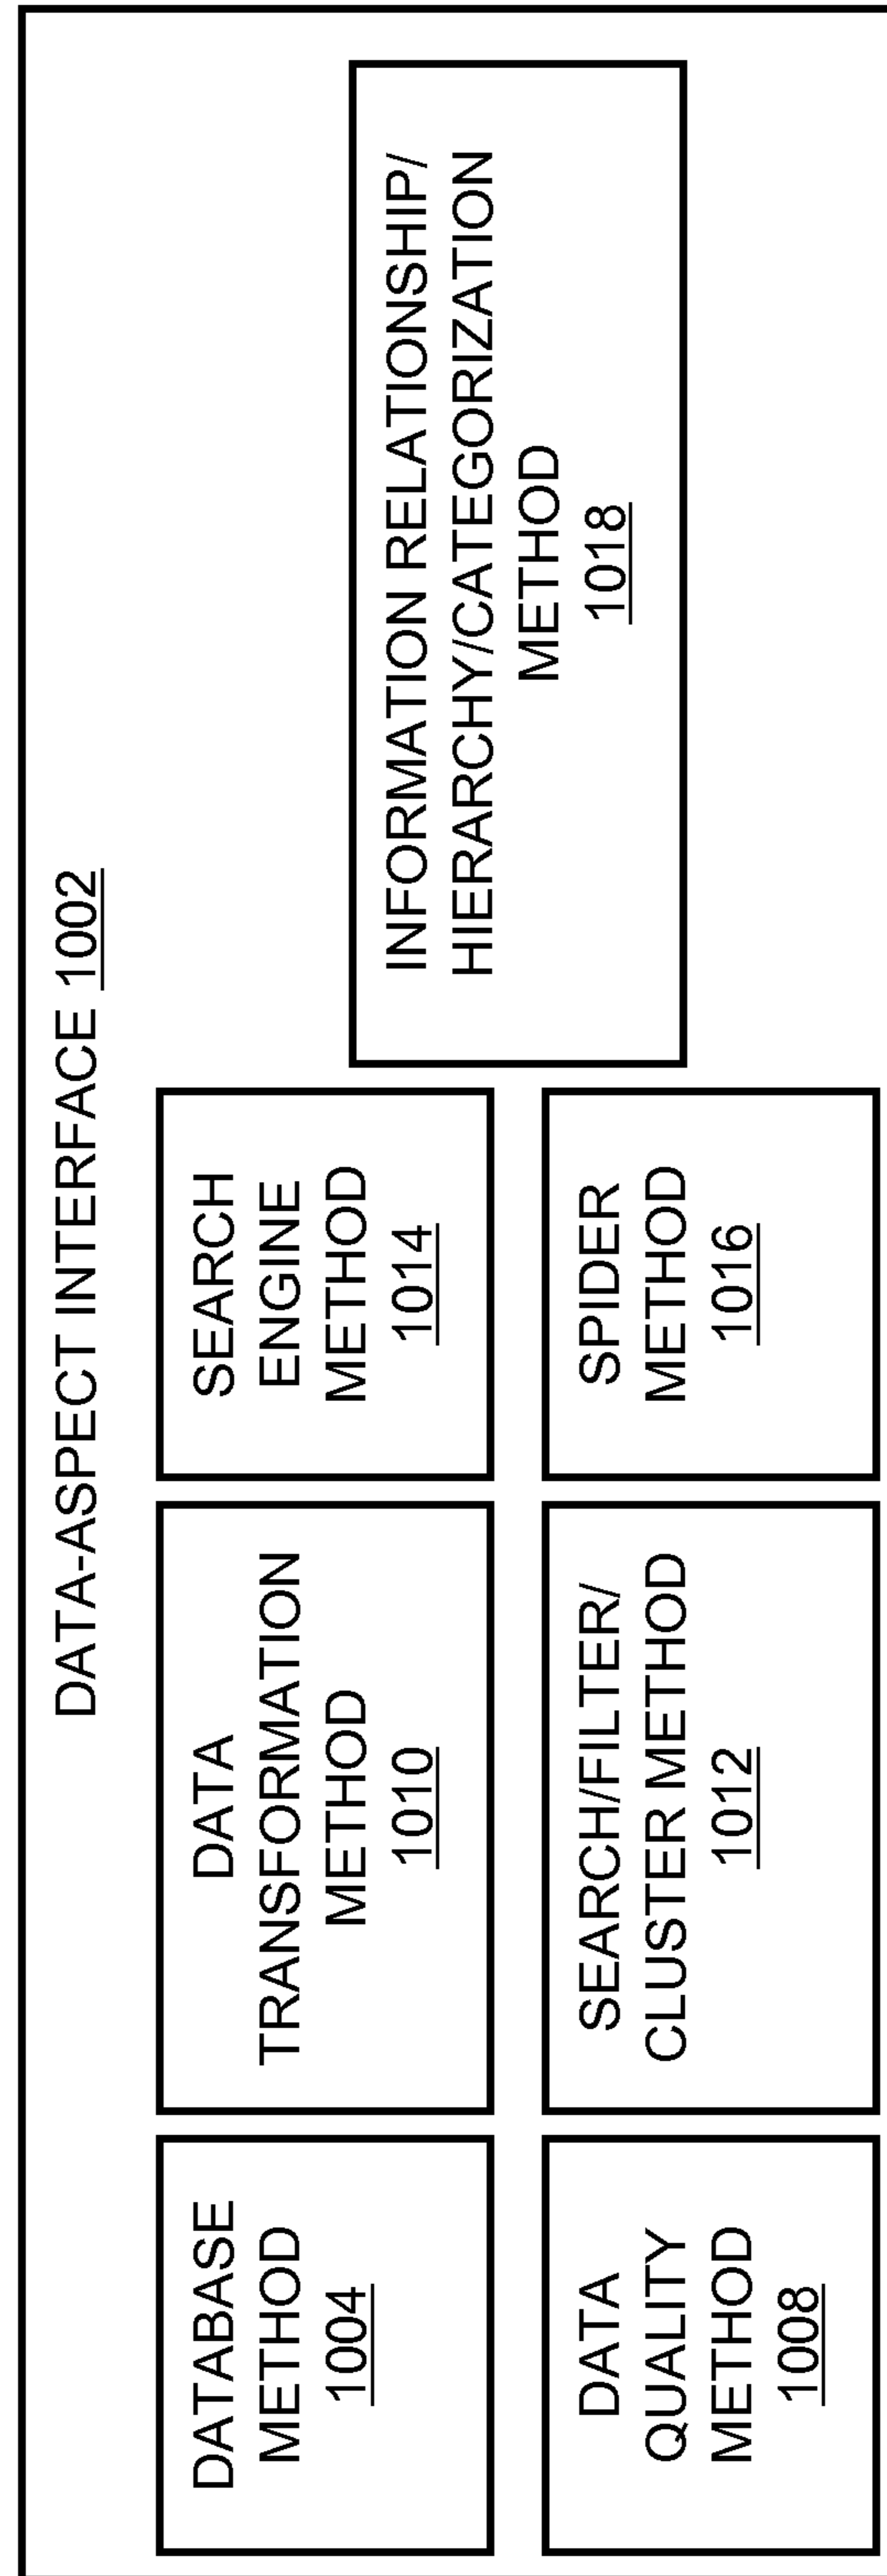 DATA-ASPECT INTERFACE 1002
DATABASE
METHOD
1004
DATA
TRANSFORMATION
METHOD
1010
SEARCH
ENGINE
METHOD
1014
INFORMATION RELATIONSHIP/
HIERARCHY/CATEGORIZATION
METHOD
1018
DATA
QUALITY
METHOD
1008
SEARCH/FILTER/
CLUSTER METHOD
1012
SPIDER
METHOD
1016